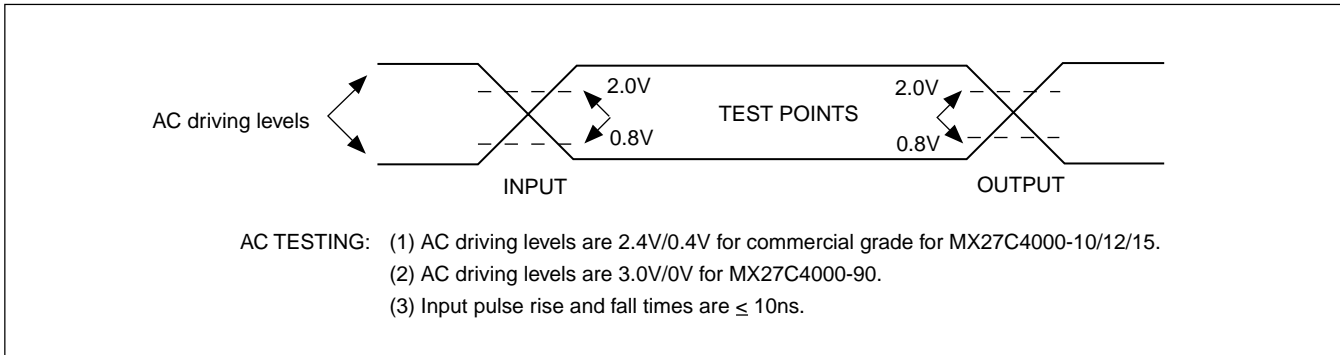 AC driving levels
2.0V
0.8V
TEST POINTS
2.0V
0.8V
INPUT
OUTPUT
AC TESTING: (1) AC driving levels are 2.4V/0.4V for commercial grade for MX27C4000-10/12/15.
(2) AC driving levels are 3.0V/0V for MX27C4000-90.
(3) Input pulse rise and fall times are ≤ 10ns.